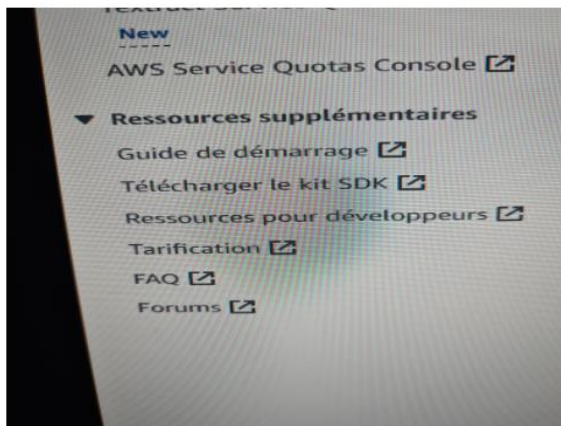 New
AWS Service Quotas Console
Ressources supplémentaires
Guide de démarrage
Télécharger le kit SDK
Ressources pour développeurs
Tarification
FAQ
Forums